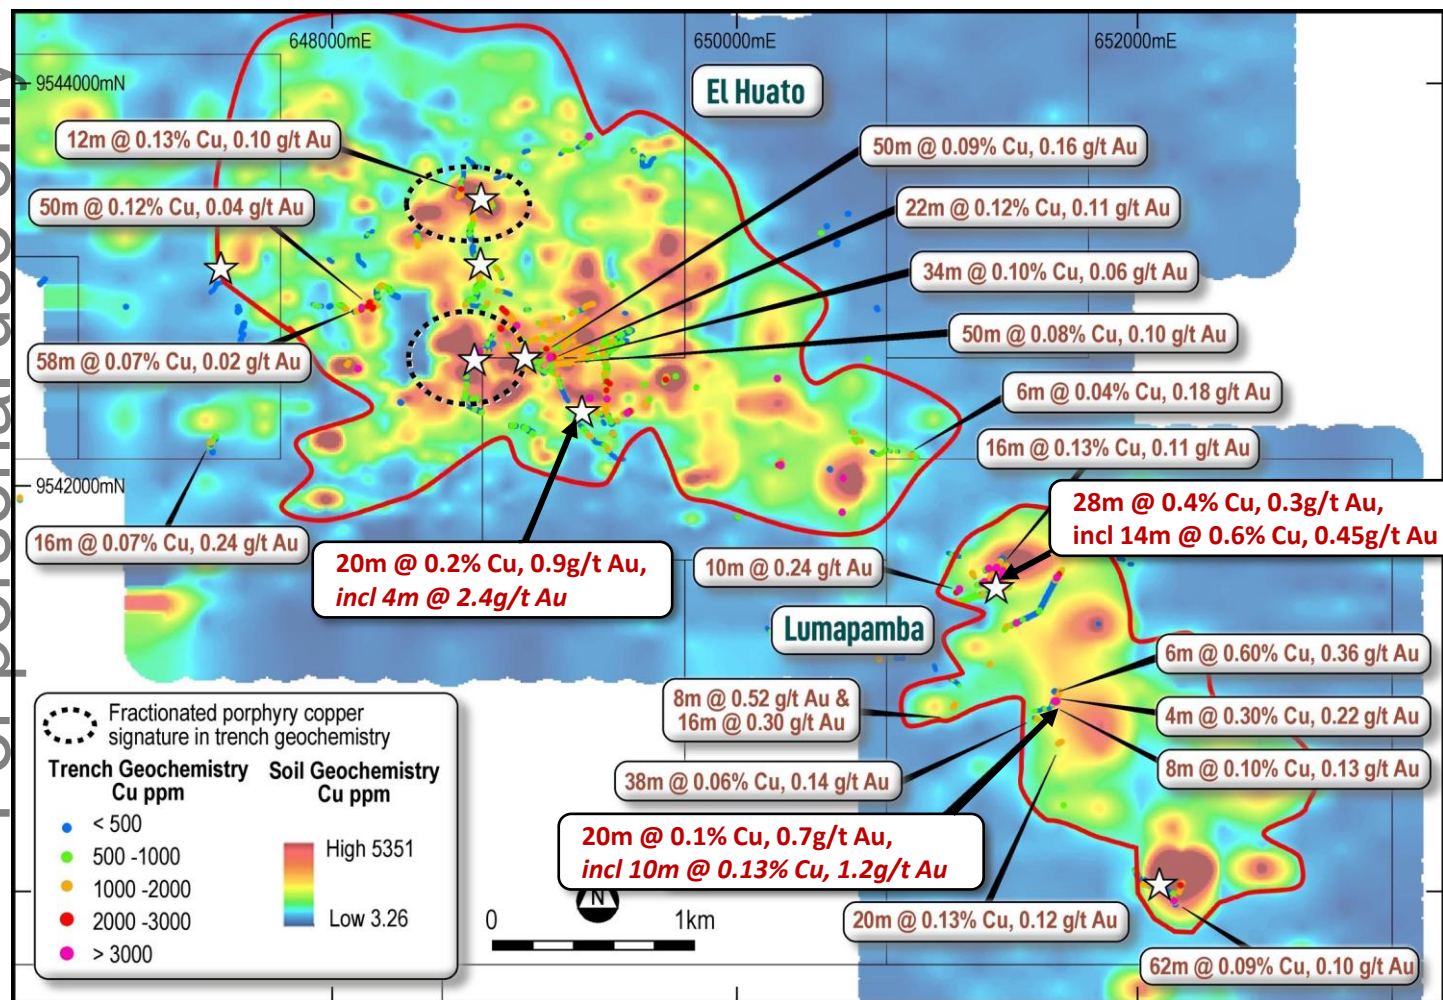 648000mE
650000mE
652000mE
9544000mN
El Huato
12m @ 0.13% Cu, 0.10 g/t Au
50m @ 0.09% Cu, 0.16 g/t Au
50m @ 0.12% Cu, 0.04 g/t Au
22m @ 0.12% Cu, 0.11 g/t Au
34m @ 0.10% Cu, 0.06 g/t Au
50m @ 0.08% Cu, 0.10 g/t Au
58m @ 0.07% Cu, 0.02 g/t Au
6m @ 0.04% Cu, 0.18 g/t Au
16m @ 0.13% Cu, 0.11 g/t Au
9542000mN
28m @ 0.4% Cu, 0.3g/t Au,
incl 14m @ 0.6% Cu, 0.45g/t Au
16m @ 0.07% Cu, 0.24 g/t Au
20m @ 0.2% Cu, 0.9g/t Au,
incl 4m @ 2.4g/t Au
10m @ 0.24 g/t Au
Lumapamba
6m @ 0.60% Cu, 0.36 g/t Au
8m @ 0.52 g/t Au &
16m @ 0.30 g/t Au
4m @ 0.30% Cu, 0.22 g/t Au
8m @ 0.10% Cu, 0.13 g/t Au
38m @ 0.06% Cu, 0.14 g/t Au
20m @ 0.1% Cu, 0.7g/t Au,
incl 10m @ 0.13% Cu, 1.2g/t Au
20m @ 0.13% Cu, 0.12 g/t Au
62m @ 0.09% Cu, 0.10 g/t Au
Fractionated porphyry copper
signature in trench geochemistry
Trench Geochemistry
Cu ppm
< 500
500 -1000
1000 -2000
2000 -3000
> 3000
Soil Geochemistry
Cu ppm
High 5351
Low 3.26
N
0
1km